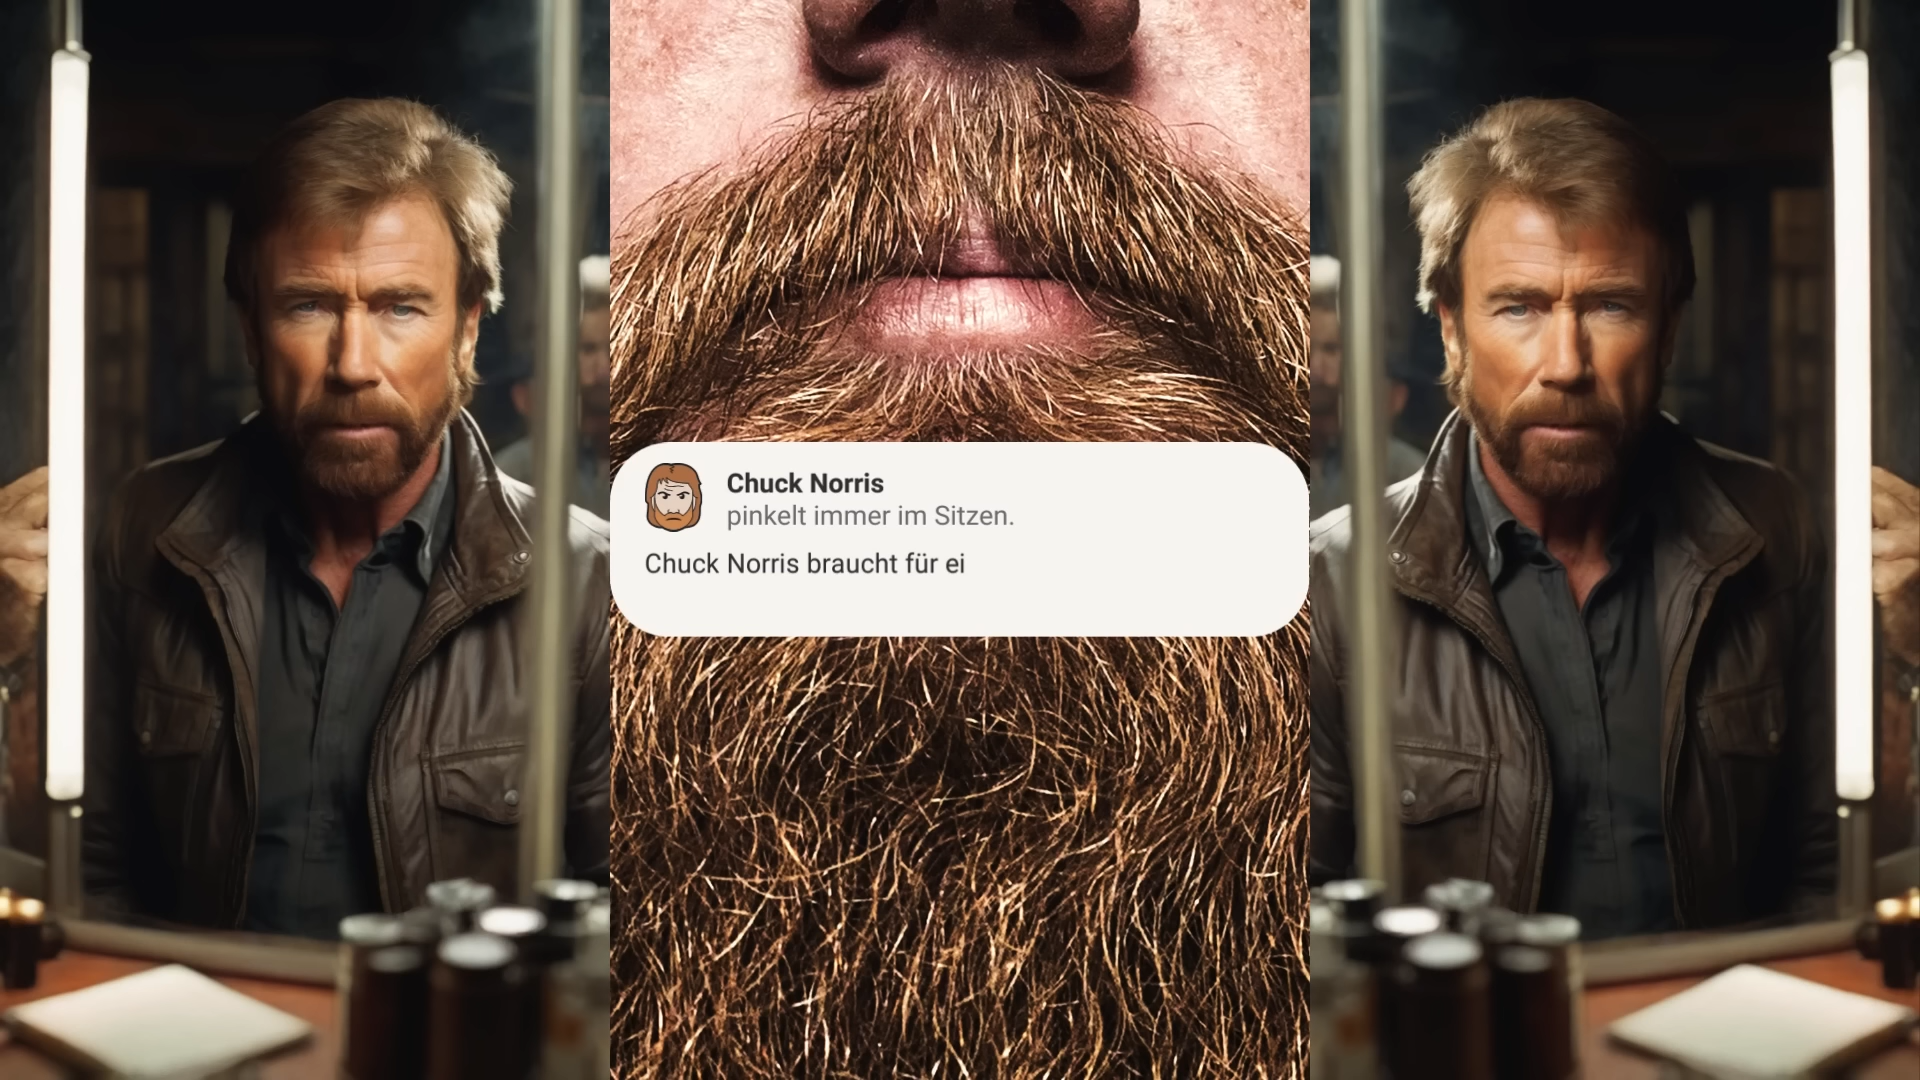 Chuck Norris
pinkelt immer im Sitzen.
Chuck Norris braucht für ei